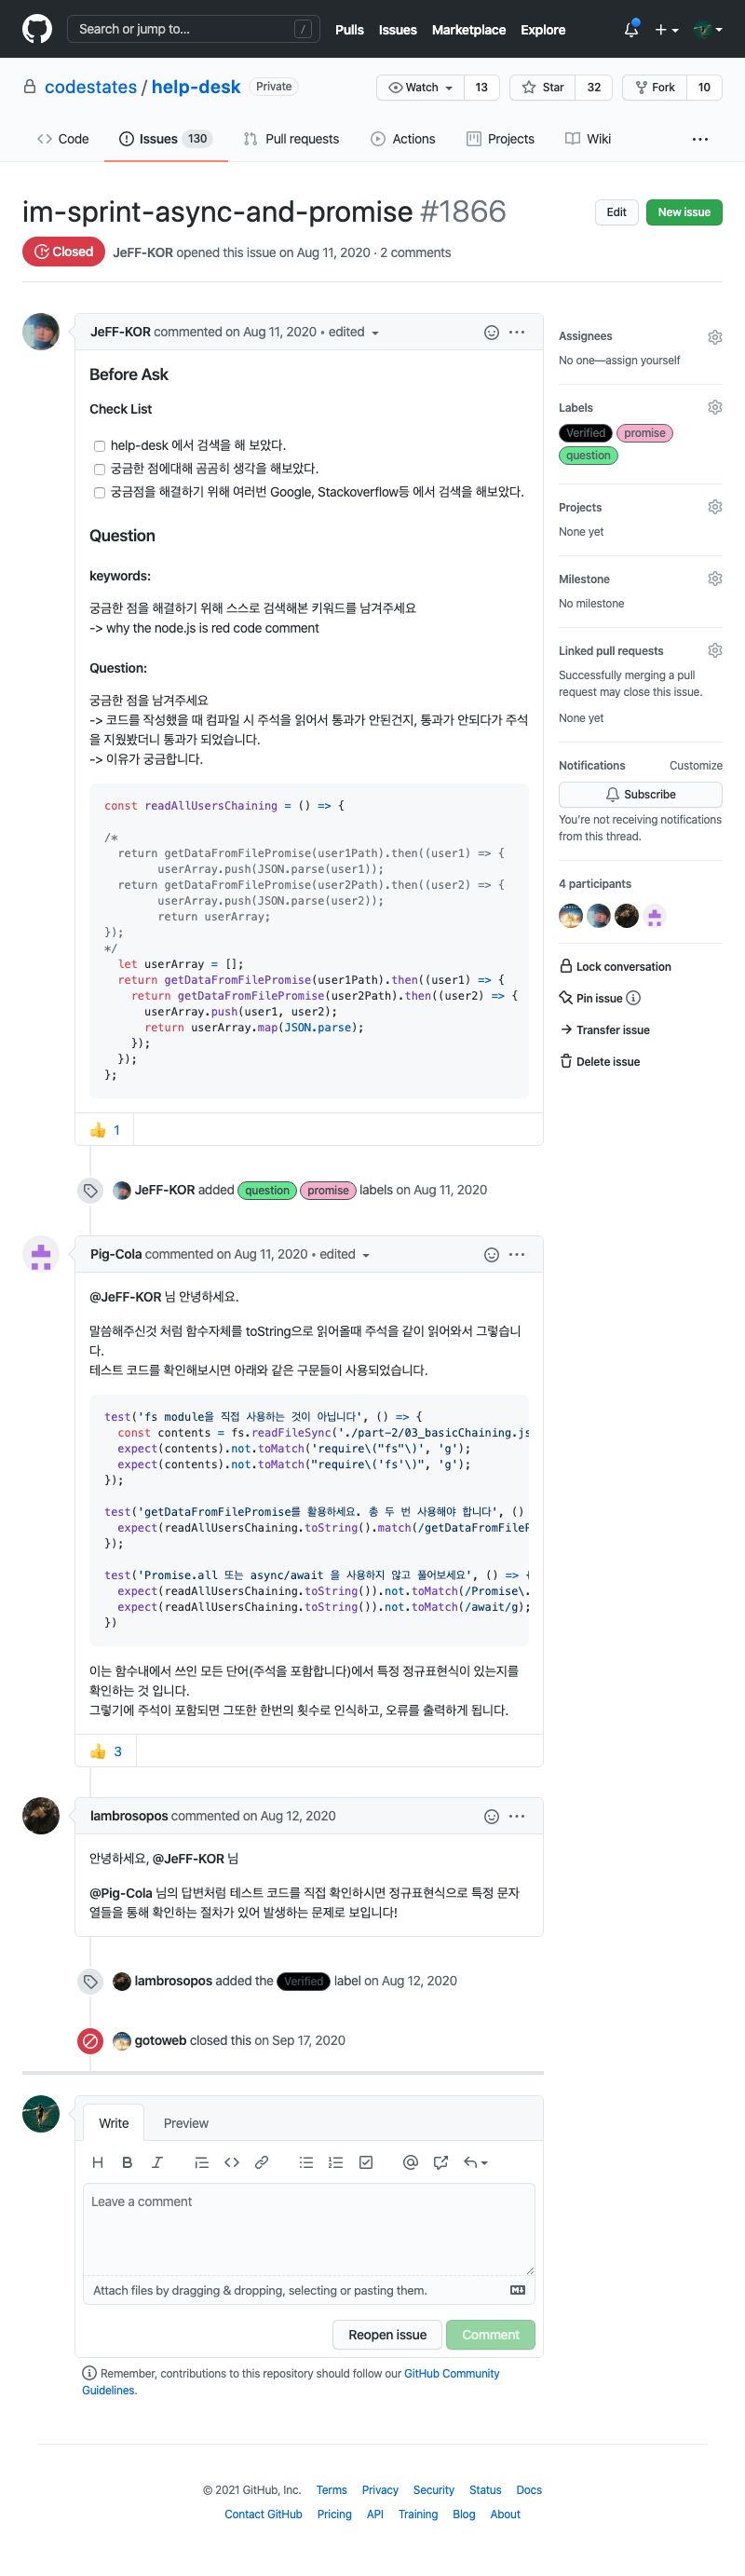 Search or jump to...
/
Pulls Issues Marketplace Explore
codestates / help-desk Private
Watch 13 Star 32 Fork 10
Code Issues 130 Pull requests Actions Projects Wiki
im-sprint-async-and-promise #1866
Edit New issue
Closed JeFF-KOR opened this issue on Aug 11, 2020 · 2 comments
JeFF-KOR commented on Aug 11, 2020 • edited
Before Ask
Check List
help-desk 에서 검색을 해 보았다.
궁금한 점에대해 곰곰히 생각을 해보았다.
궁금점을 해결하기 위해 여러번 Google, Stackoverflow등 에서 검색을 해보았다.
Question
keywords:
궁금한 점을 해결하기 위해 스스로 검색해본 키워드를 남겨주세요
-> why the node.js is red code comment
Question:
궁금한 점을 남겨주세요
-> 코드를 작성했을 때 컴파일 시 주석을 읽어서 통과가 안된건지, 통과가 안되다가 주석
을 지웠봤더니 통과가 되었습니다.
-> 이유가 궁금합니다.
const readAllUsersChaining = () => {
/*
return getDataFromFilePromise(user1Path).then((user1) => {
userArray.push(JSON.parse(user1));
return getDataFromFilePromise(user2Path).then((user2) => {
userArray.push(JSON.parse(user2));
return userArray;
});
*/
let userArray = [];
return getDataFromFilePromise(user1Path).then((user1) => {
return getDataFromFilePromise(user2Path).then((user2) => {
userArray.push(user1, user2);
return userArray.map(JSON.parse);
});
});
};
👍 1
JeFF-KOR added question promise labels on Aug 11, 2020
Pig-Cola commented on Aug 11, 2020 • edited
@JeFF-KOR 님 안녕하세요.
말씀해주신것 처럼 함수자체를 toString으로 읽어올때 주석을 같이 읽어와서 그렇습니
다.
테스트 코드를 확인해보시면 아래와 같은 구문들이 사용되었습니다.
test('fs module을 직접 사용하는 것이 아닙니다', () => {
const contents = fs.readFileSync('./part-2/03_basicChaining.js
expect(contents).not.toMatch('require\("fs"\)', 'g');
expect(contents).not.toMatch("require\('fs'\)", 'g');
});
test('getDataFromFilePromise를 활용하세요. 총 두 번 사용해야 합니다', ()
expect(readAllUsersChaining.toString().match(/getDataFromFileP
});
test('Promise.all 또는 async/await 을 사용하지 않고 풀어보세요', () => {
expect(readAllUsersChaining.toString()).not.toMatch(/Promise\.
expect(readAllUsersChaining.toString()).not.toMatch(/await/g);
})
이는 함수내에서 쓰인 모든 단어(주석을 포함합니다)에서 특정 정규표현식이 있는지를
확인하는 것 입니다.
그렇기에 주석이 포함되면 그또한 한번의 횟수로 인식하고, 오류를 출력하게 됩니다.
👍 3
lambrosopos commented on Aug 12, 2020
안녕하세요, @JeFF-KOR 님
@Pig-Cola 님의 답변처럼 테스트 코드를 직접 확인하시면 정규표현식으로 특정 문자
열들을 통해 확인하는 절차가 있어 발생하는 문제로 보입니다!
lambrosopos added the Verified label on Aug 12, 2020
gotoweb closed this on Sep 17, 2020
Write Preview
Leave a comment
Attach files by dragging & dropping, selecting or pasting them.
Reopen issue Comment
Remember, contributions to this repository should follow our GitHub Community
Guidelines.
Assignees
No one—assign yourself
Labels
Verified promise
question
Projects
None yet
Milestone
No milestone
Linked pull requests
Successfully merging a pull
request may close this issue.
None yet
Notifications Customize
Subscribe
You're not receiving notifications
from this thread.
4 participants
Lock conversation
Pin issue
Transfer issue
Delete issue
© 2021 GitHub, Inc. Terms Privacy Security Status Docs
Contact GitHub Pricing API Training Blog About